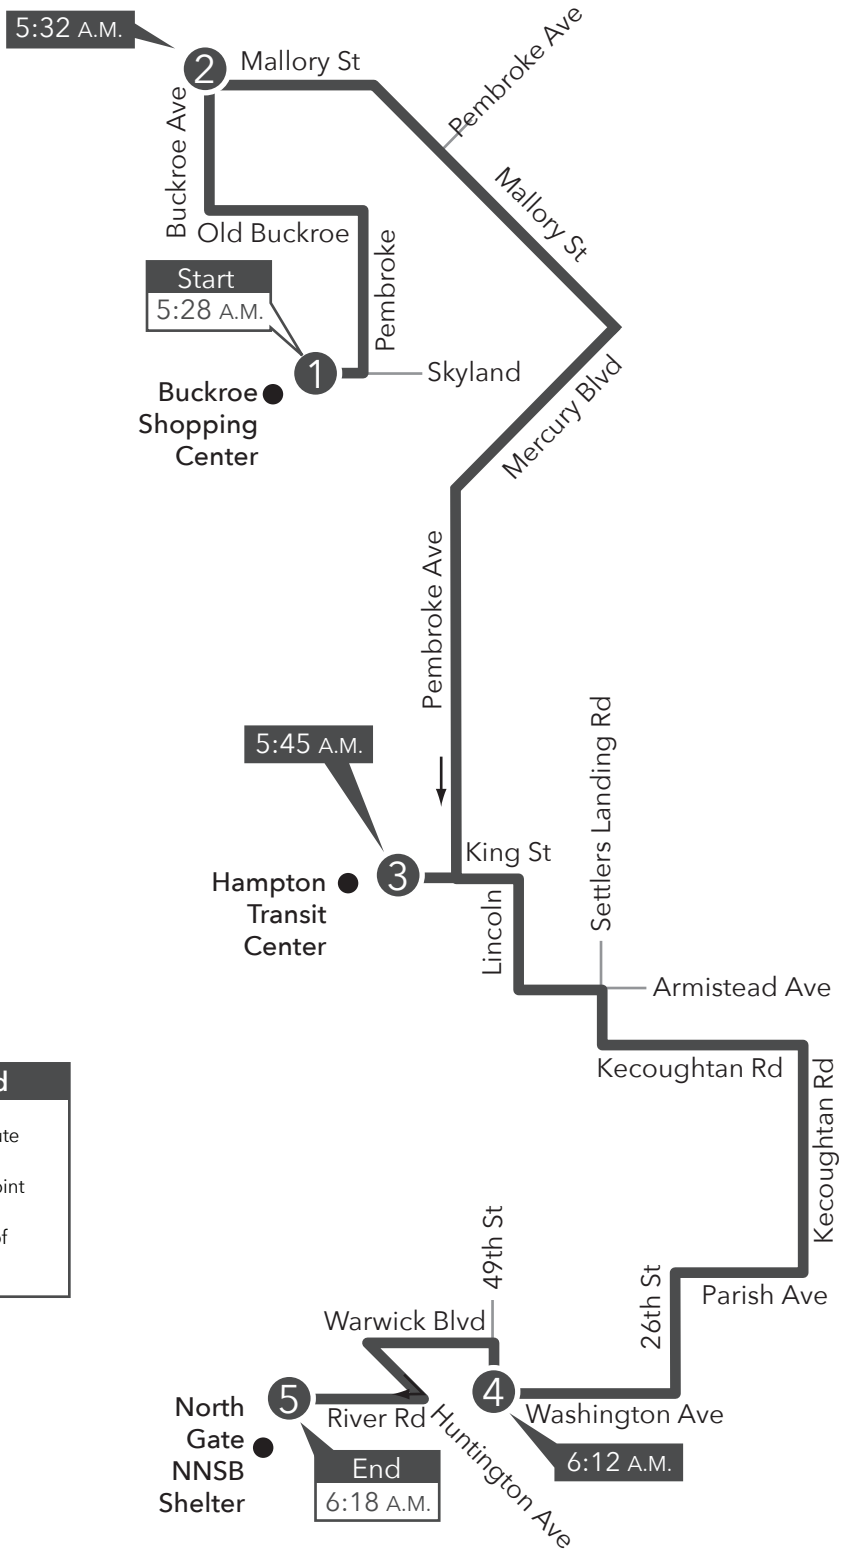 5:32 A.M.
2
Mallory St
Pembroke Ave
Buckroe Ave
Mallory St
Old Buckroe
Start
5:28 A.M.
Pembroke
1
Skyland
Buckroe
Shopping
Center
Mercury Blvd
Pembroke Ave
5:45 A.M.
Settlers Landing Rd
King St
3
Hampton
Transit
Center
Lincoln
Armistead Ave
Kecoughtan Rd
Kecoughtan Rd
d
ute
oint
of
49th St
26th St
Parish Ave
Warwick Blvd
5
4
North
Gate
NNSB
Shelter
River Rd
Washington Ave
Huntington Ave
End
6:18 A.M.
6:12 A.M.